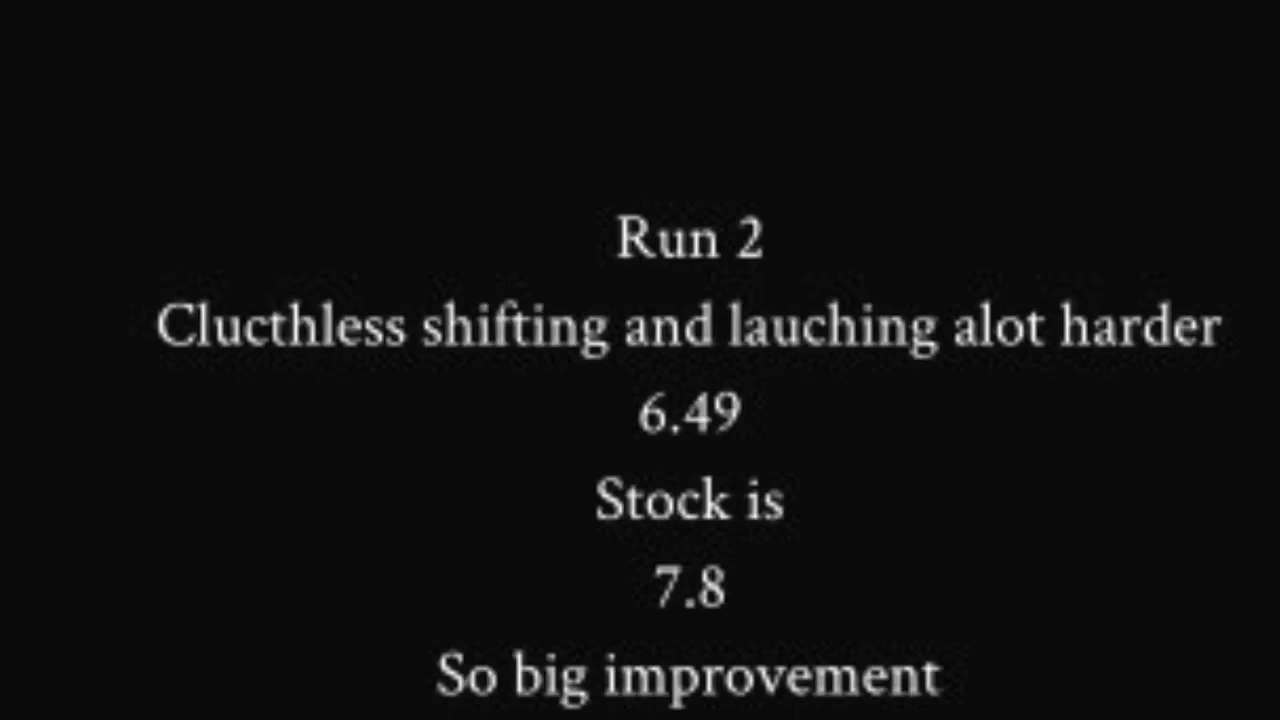 Run 2
Clucthless shifting and lauching alot harder
6.49
Stock is
7.8
So big improvement